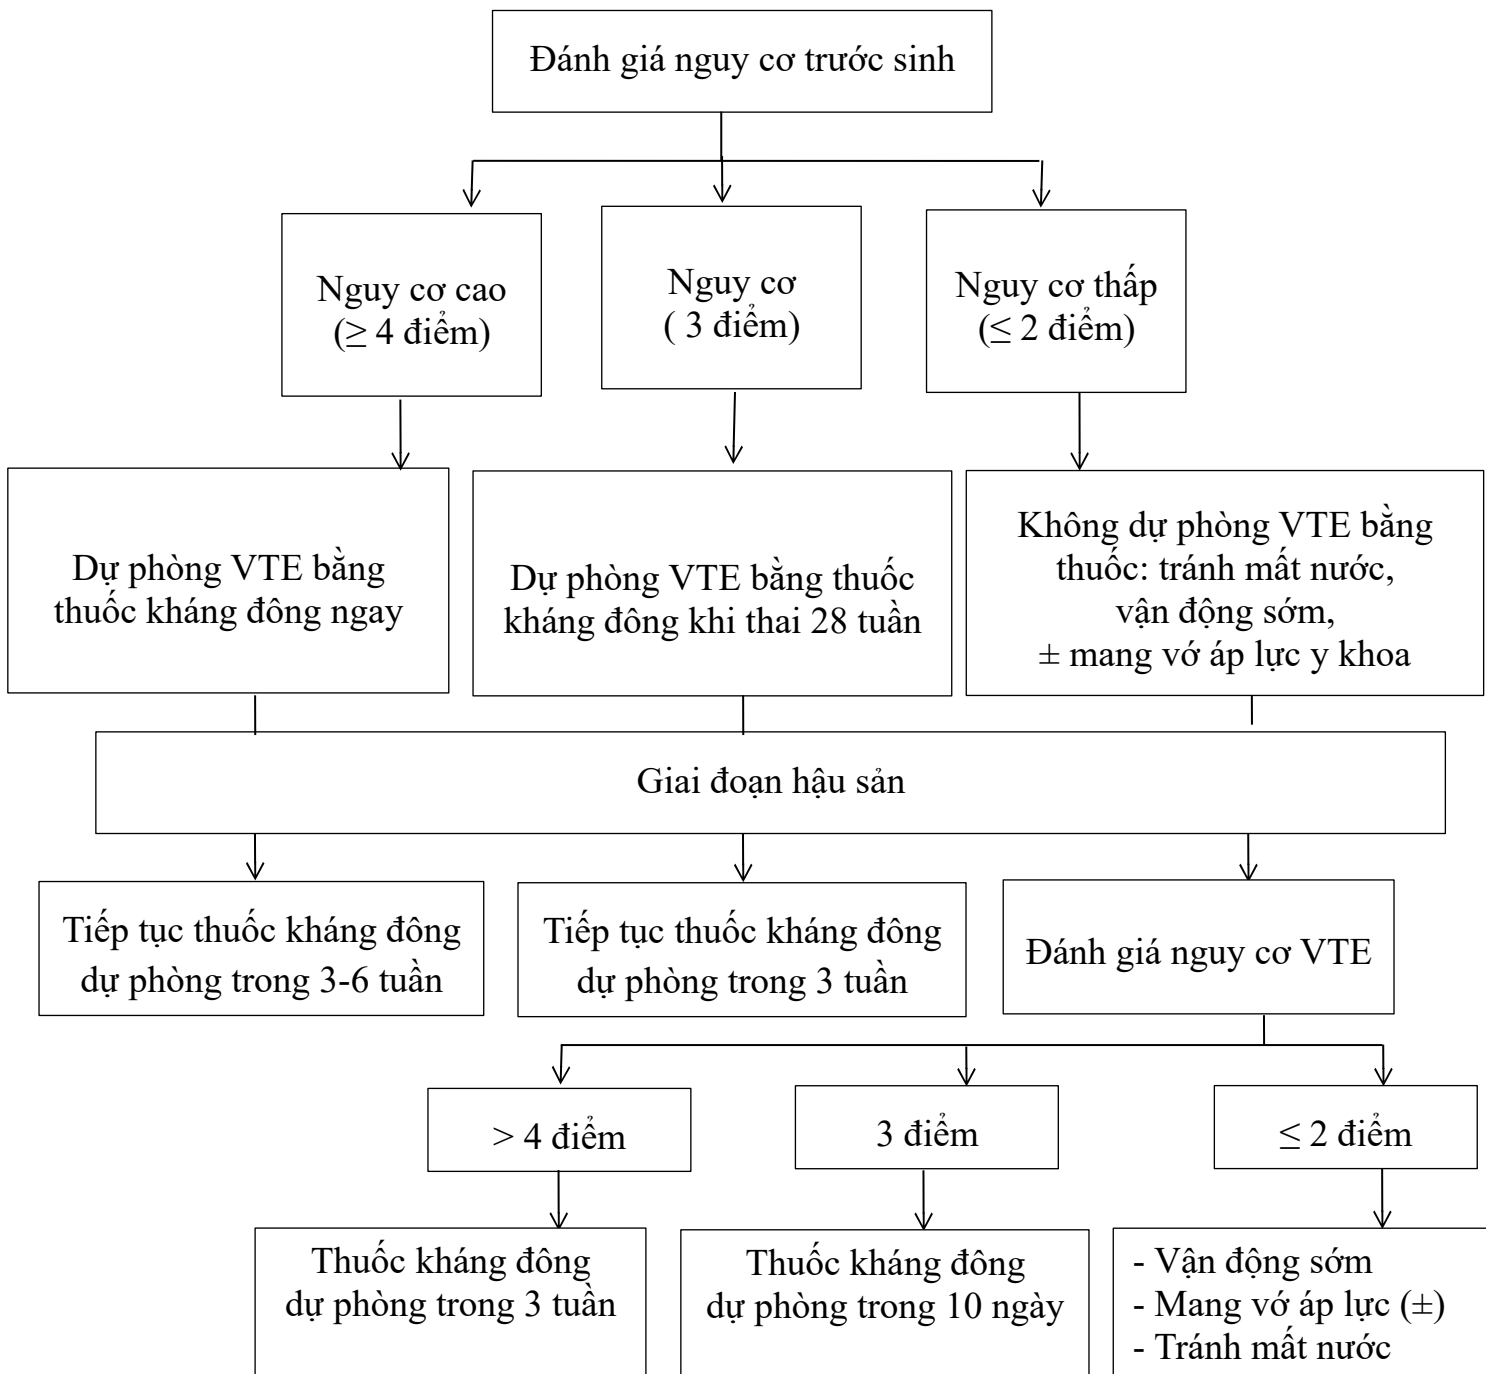 Đánh giá nguy cơ trước sinh
Nguy cơ cao
(≥ 4 điểm)
Nguy cơ
( 3 điểm)
Nguy cơ thấp
(≤ 2 điểm)
Dự phòng VTE bằng
thuốc kháng đông ngay
Dự phòng VTE bằng thuốc
kháng đông khi thai 28 tuần
Không dự phòng VTE bằng
thuốc: tránh mất nước,
vận động sớm,
± mang vớ áp lực y khoa
Giai đoạn hậu sản
Tiếp tục thuốc kháng đông
dự phòng trong 3-6 tuần
Tiếp tục thuốc kháng đông
dự phòng trong 3 tuần
Đánh giá nguy cơ VTE
> 4 điểm
3 điểm
≤ 2 điểm
Thuốc kháng đông
dự phòng trong 3 tuần
Thuốc kháng đông
dự phòng trong 10 ngày
- Vận động sớm
- Mang vớ áp lực (±)
- Tránh mất nước